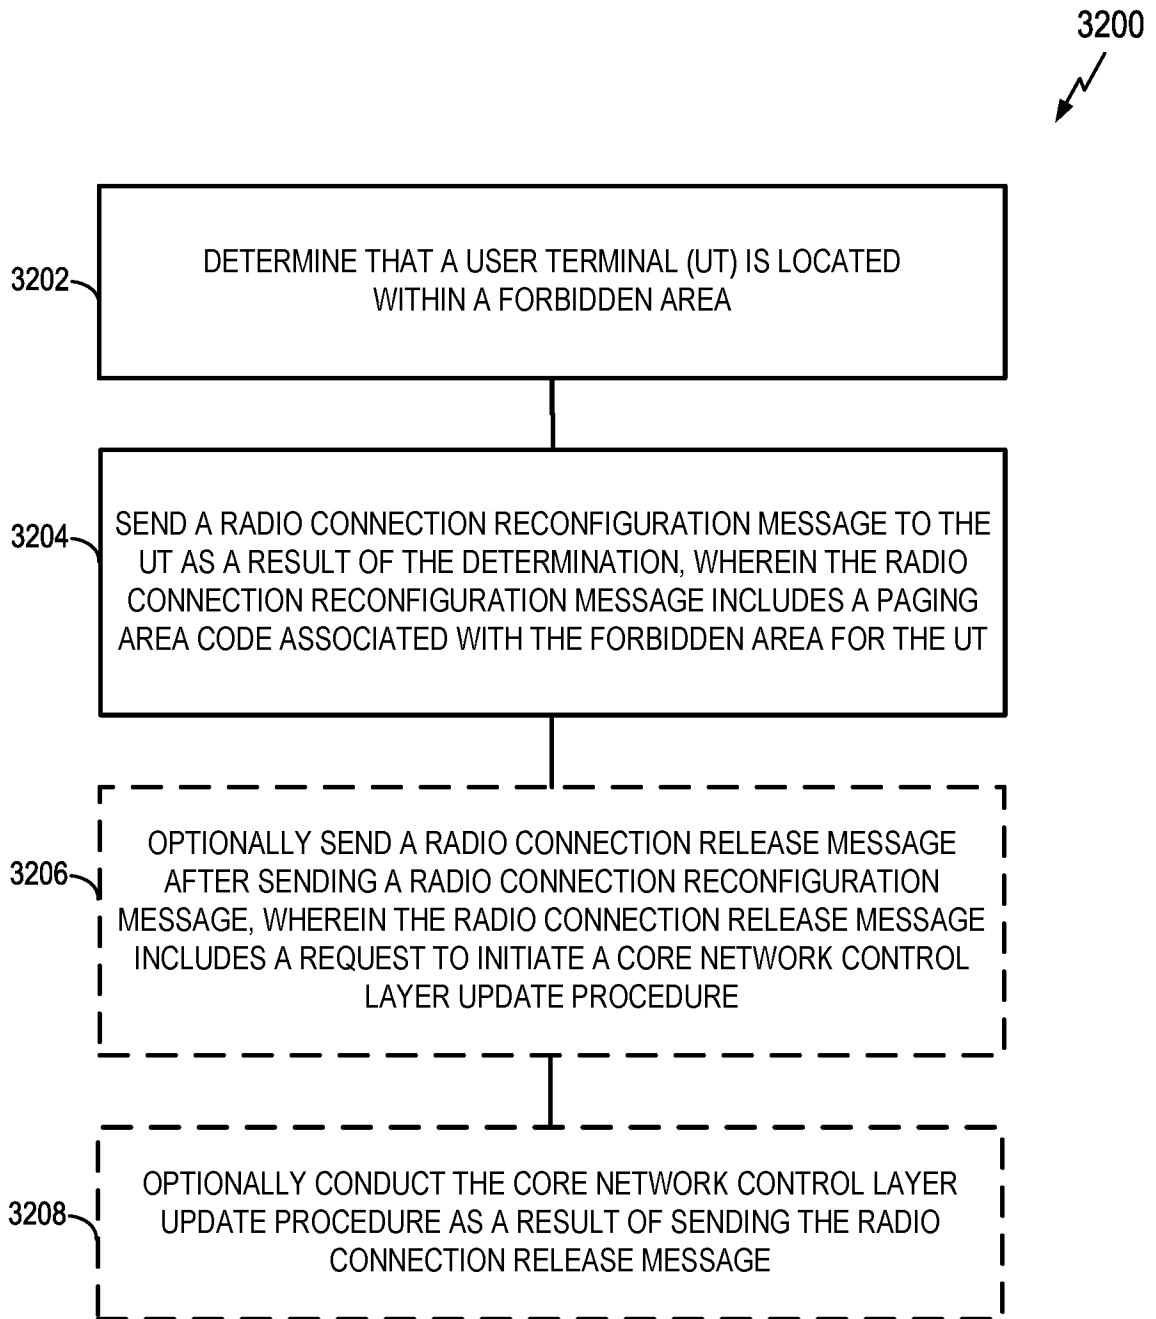 3200
3202
DETERMINE THAT A USER TERMINAL (UT) IS LOCATED
WITHIN A FORBIDDEN AREA
3204
SEND A RADIO CONNECTION RECONFIGURATION MESSAGE TO THE
UT AS A RESULT OF THE DETERMINATION, WHEREIN THE RADIO
CONNECTION RECONFIGURATION MESSAGE INCLUDES A PAGING
AREA CODE ASSOCIATED WITH THE FORBIDDEN AREA FOR THE UT
3206
OPTIONALLY SEND A RADIO CONNECTION RELEASE MESSAGE
AFTER SENDING A RADIO CONNECTION RECONFIGURATION
MESSAGE, WHEREIN THE RADIO CONNECTION RELEASE MESSAGE
INCLUDES A REQUEST TO INITIATE A CORE NETWORK CONTROL
LAYER UPDATE PROCEDURE
3208
OPTIONALLY CONDUCT THE CORE NETWORK CONTROL LAYER
UPDATE PROCEDURE AS A RESULT OF SENDING THE RADIO
CONNECTION RELEASE MESSAGE